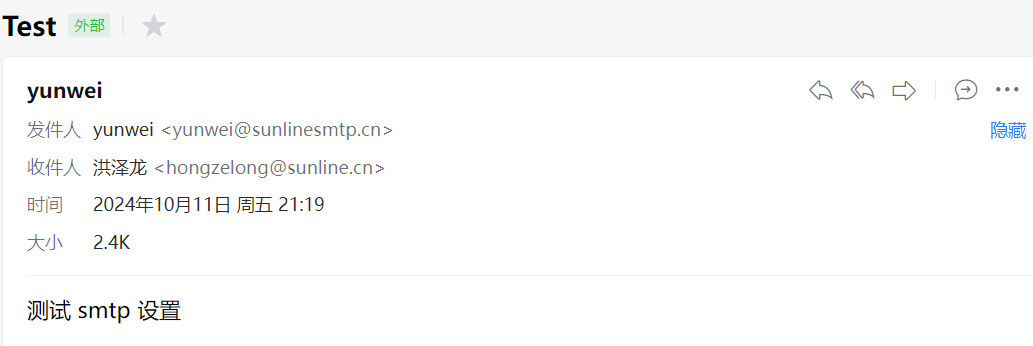 Test 外部
yunwei
发件人 yunwei <yunwei@sunlinesmtp.cn> 隐藏
收件人 洪泽龙 <hongzelong@sunline.cn>
时间 2024年10月11日 周五 21:19
大小 2.4K
测试 smtp 设置